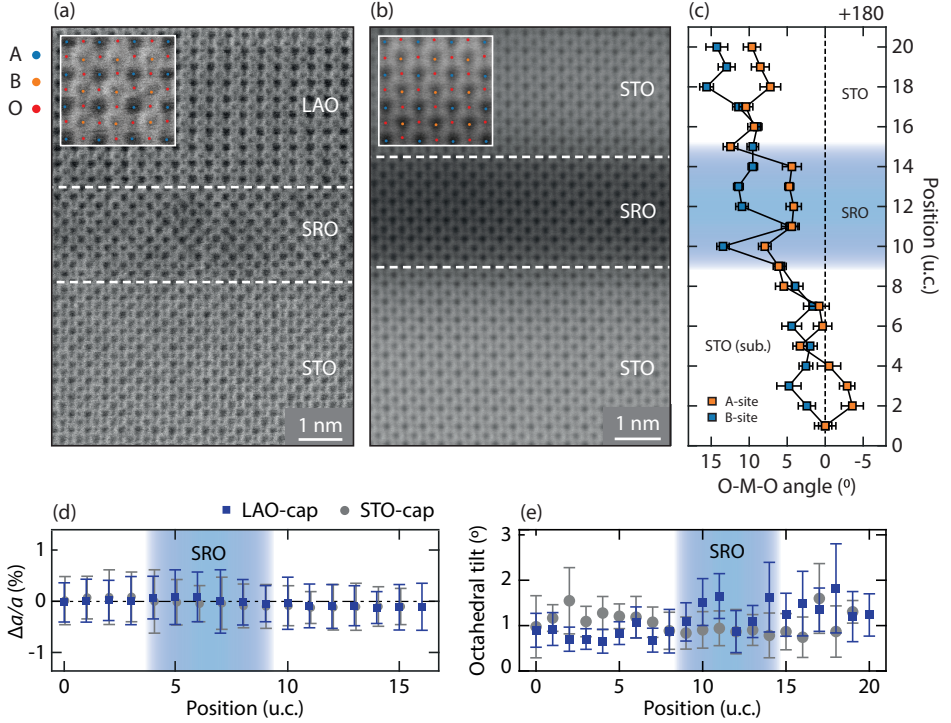 (a)
(b)
(c)
+180
A
B
O
LAO
SRO
STO
1 nm
STO
SRO
STO
1 nm
STO
SRO
STO (sub.)
A-site
B-site
20
18
16
14
12
10
8
6
4
2
0
Position (u.c.)
15
10
5
0
-5
O-M-O angle (⁰)
(d)
LAO-cap
STO-cap
SRO
1
0
-1
Δa/a (%)
0
5
10
15
Position (u.c.)
(e)
SRO
3
2
1
0
Octahedral tilt (⁰)
0
5
10
15
20
Position (u.c.)